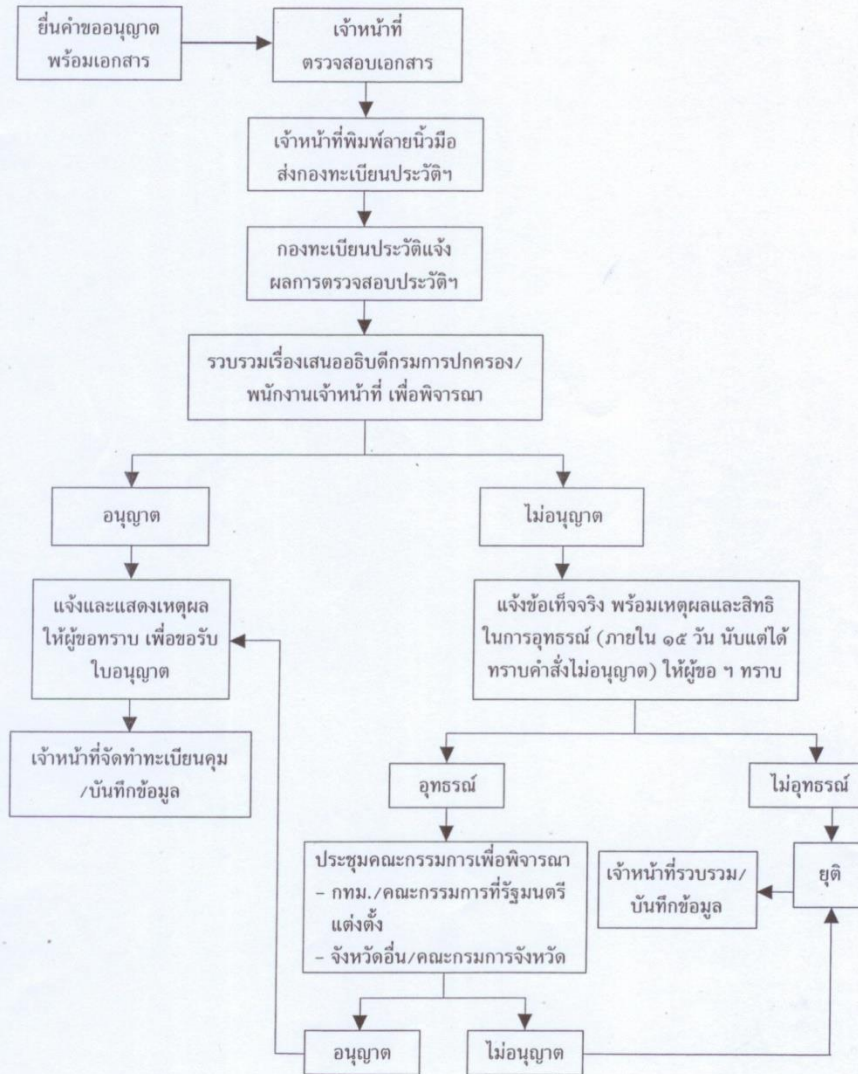 ยื่นคำขออนุญาต
พร้อมเอกสาร
เจ้าหน้าที่
ตรวจสอบเอกสาร
เจ้าหน้าที่พิมพ์ลายนิ้วมือ
ส่งกองทะเบียนประวัติฯ
กองทะเบียนประวัติแจ้ง
ผลการตรวจสอบประวัติฯ
รวบรวมเรื่องเสนออธิบดีกรมการปกครอง/
พนักงานเจ้าหน้าที่ เพื่อพิจารณา
อนุญาต
ไม่อนุญาต
แจ้งและแสดงเหตุผล
ให้ผู้ขอทราบ เพื่อขอรับ
ใบอนุญาต
แจ้งข้อเท็จจริง พร้อมเหตุผลและสิทธิ
ในการอุทธรณ์ (ภายใน ๑๕ วัน นับแต่ได้
ทราบคำสั่งไม่อนุญาต) ให้ผู้ขอ ฯ ทราบ
เจ้าหน้าที่จัดทำทะเบียนคุม
/บันทึกข้อมูล
อุทธรณ์
ไม่อุทธรณ์
ประชุมคณะกรรมการเพื่อพิจารณา
– กทม./คณะกรรมการที่รัฐมนตรี
แต่งตั้ง
– จังหวัดอื่น/คณะกรมการจังหวัด
เจ้าหน้าที่รวบรวม/
บันทึกข้อมูล
ยุติ
อนุญาต
ไม่อนุญาต